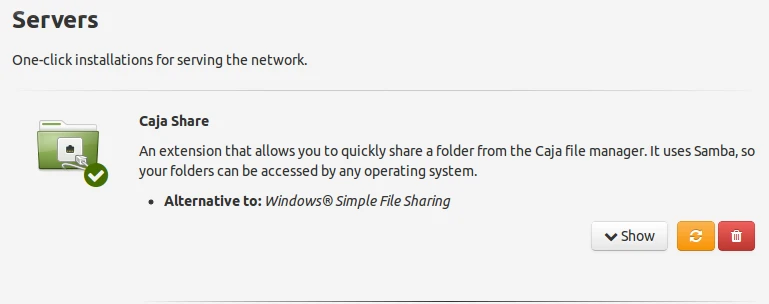 Servers
One-click installations for serving the network.
Caja Share
An extension that allows you to quickly share a folder from the Caja file manager. It uses Samba, so
your folders can be accessed by any operating system.
• Alternative to: Windows® Simple File Sharing
Show